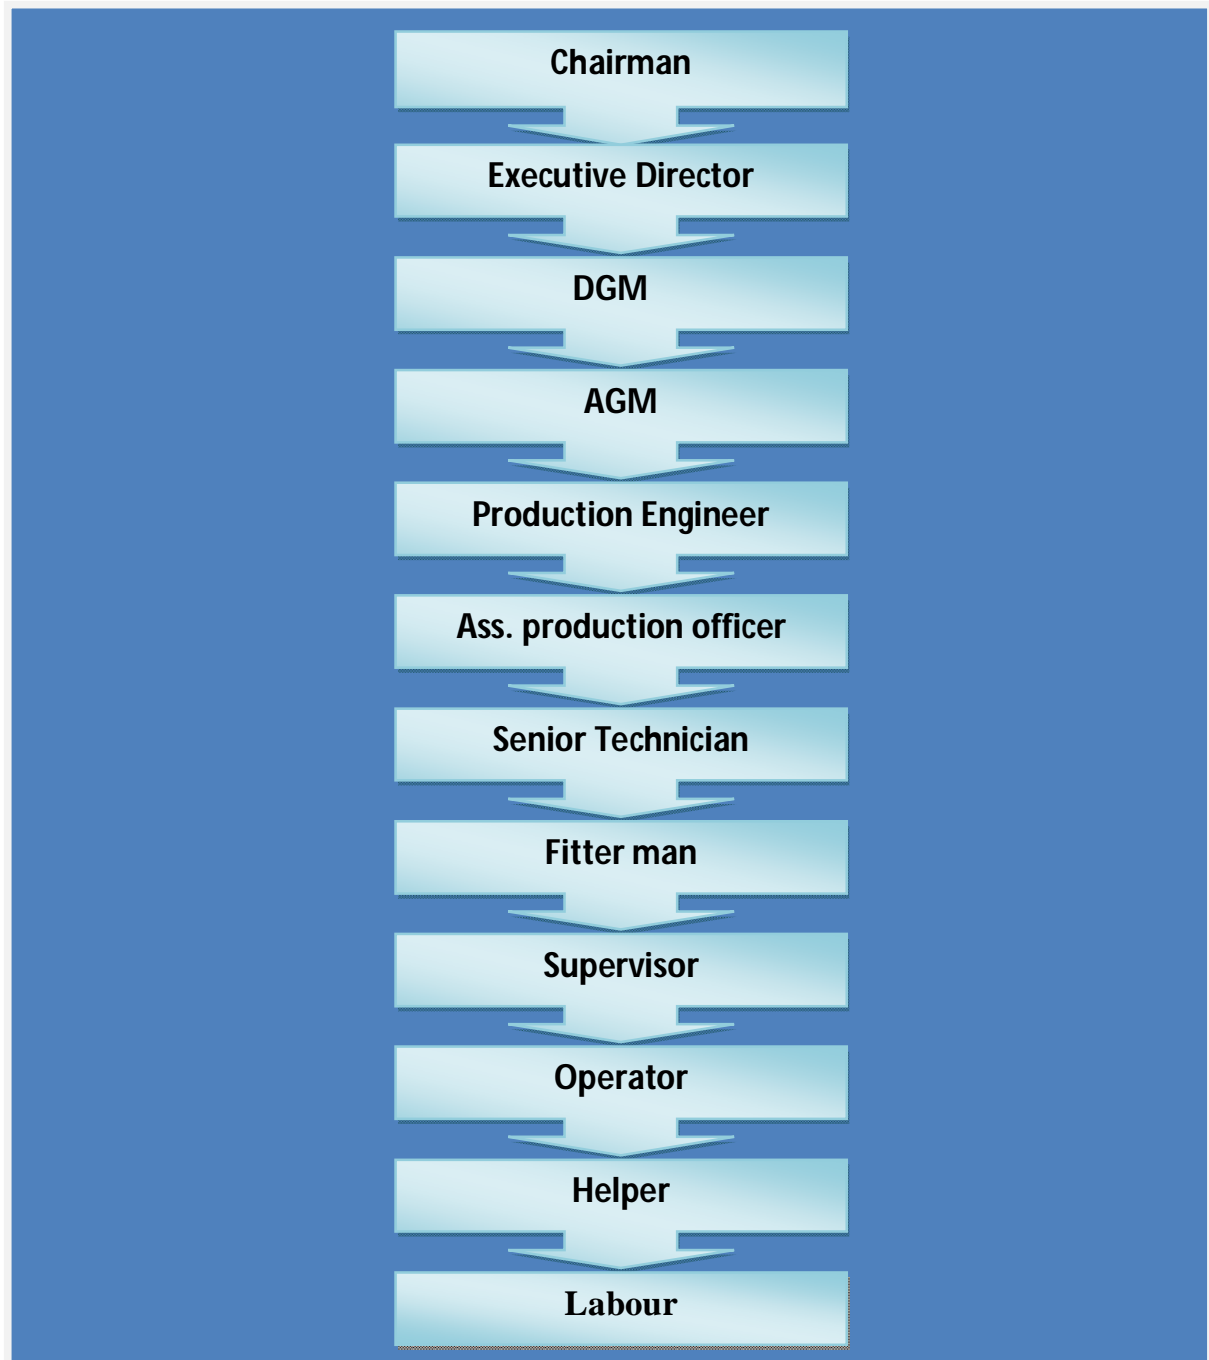 Chairman
Executive Director
DGM
AGM
Production Engineer
Ass. production officer
Senior Technician
Fitter man
Supervisor
Operator
Helper
Labour